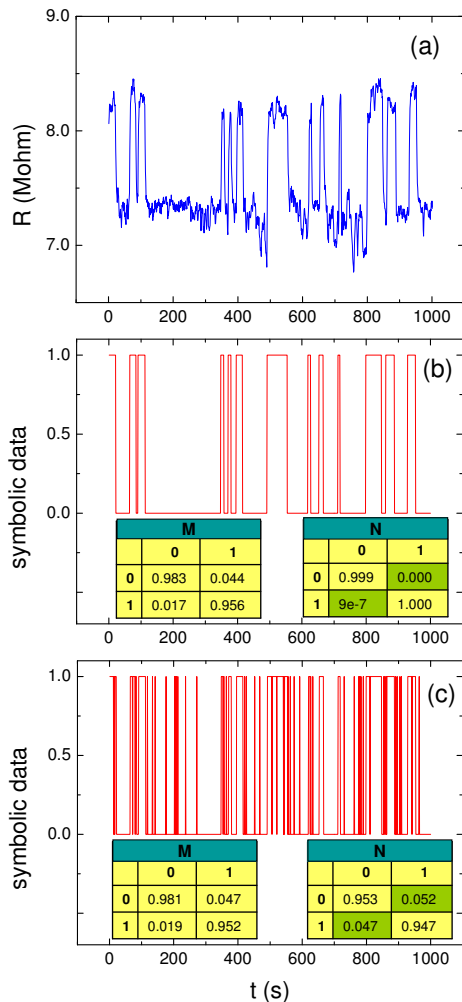 9.0
(a)
8.0
R (Mohm)
7.0
0 200 400 600 800 1000
(b)
1.0
0.5
symbolic data
0.0
M
0 1
0 0.983 0.044
1 0.017 0.956
N
0 1
0 0.999 0.000
1 9e-7 1.000
0 200 400 600 800 1000
(c)
1.0
0.5
symbolic data
0.0
M
0 1
0 0.981 0.047
1 0.019 0.952
N
0 1
0 0.953 0.052
1 0.047 0.947
0 200 400 600 800 1000
t (s)